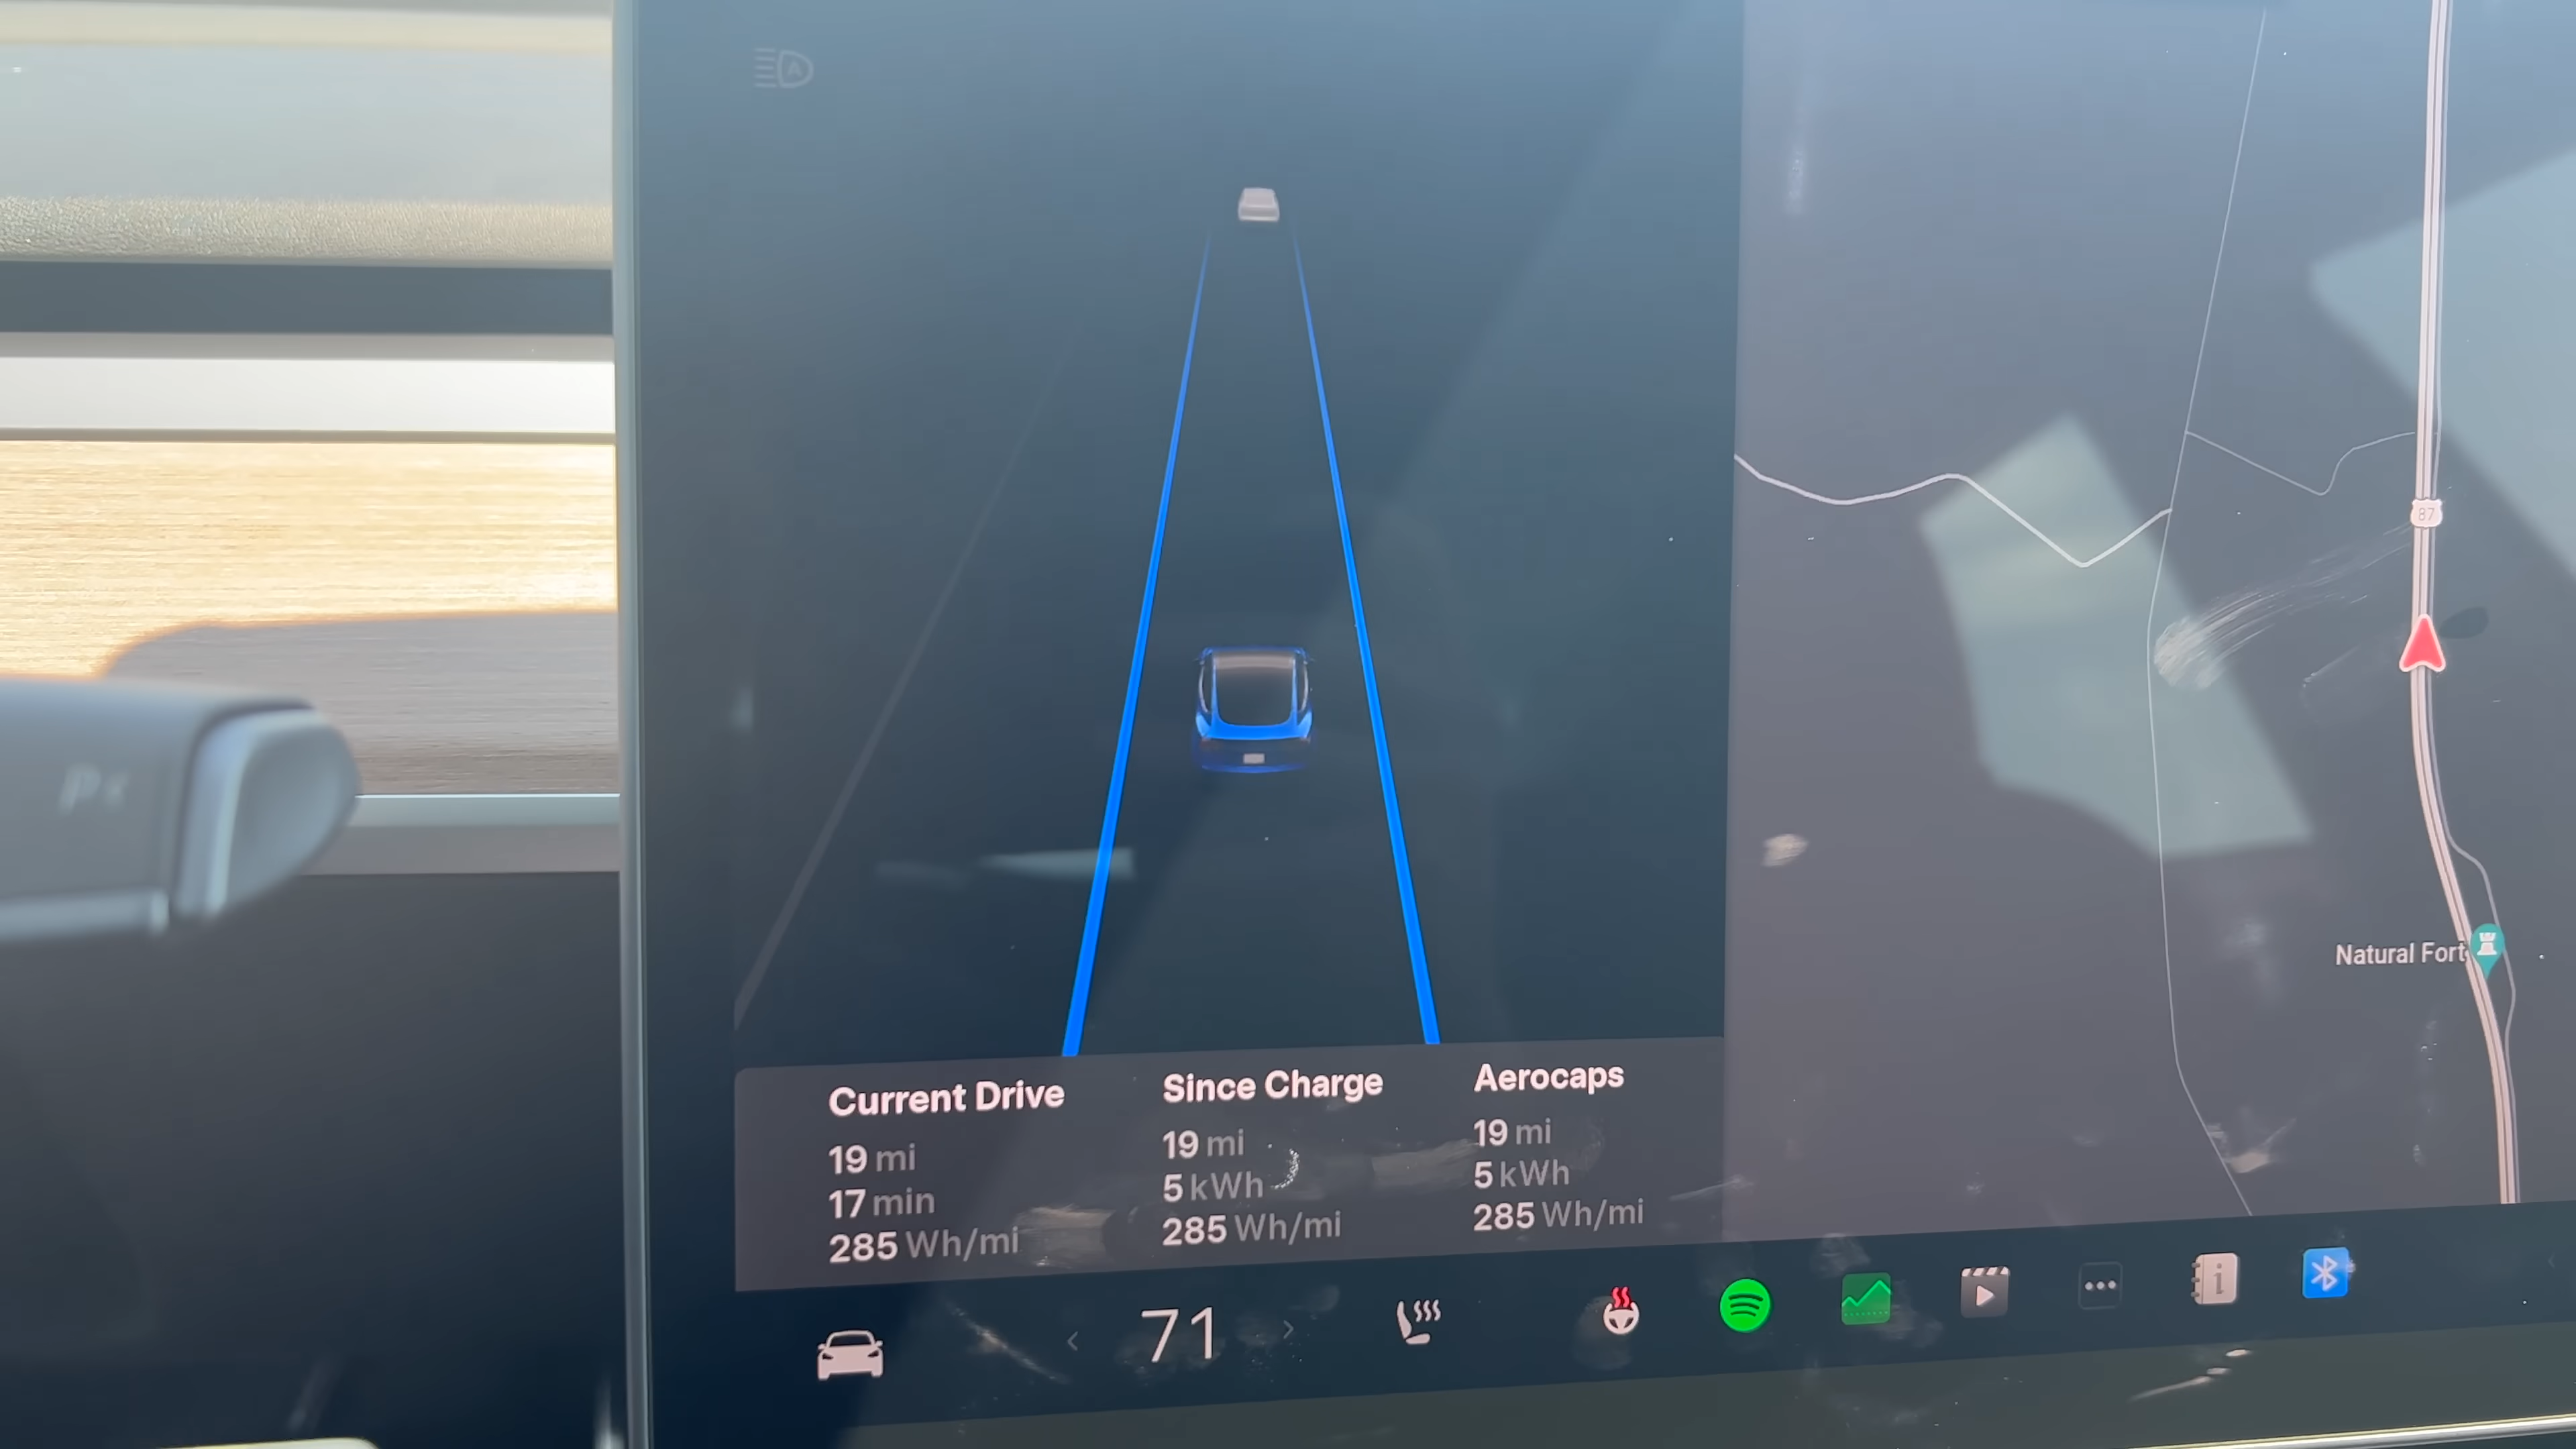 A
87
P
Natural Fort
Current Drive
19 mi
17 min
285 Wh/mi
Since Charge
19 mi
5 kWh
285 Wh/mi
Aerocaps
19 mi
5 kWh
285 Wh/mi
71